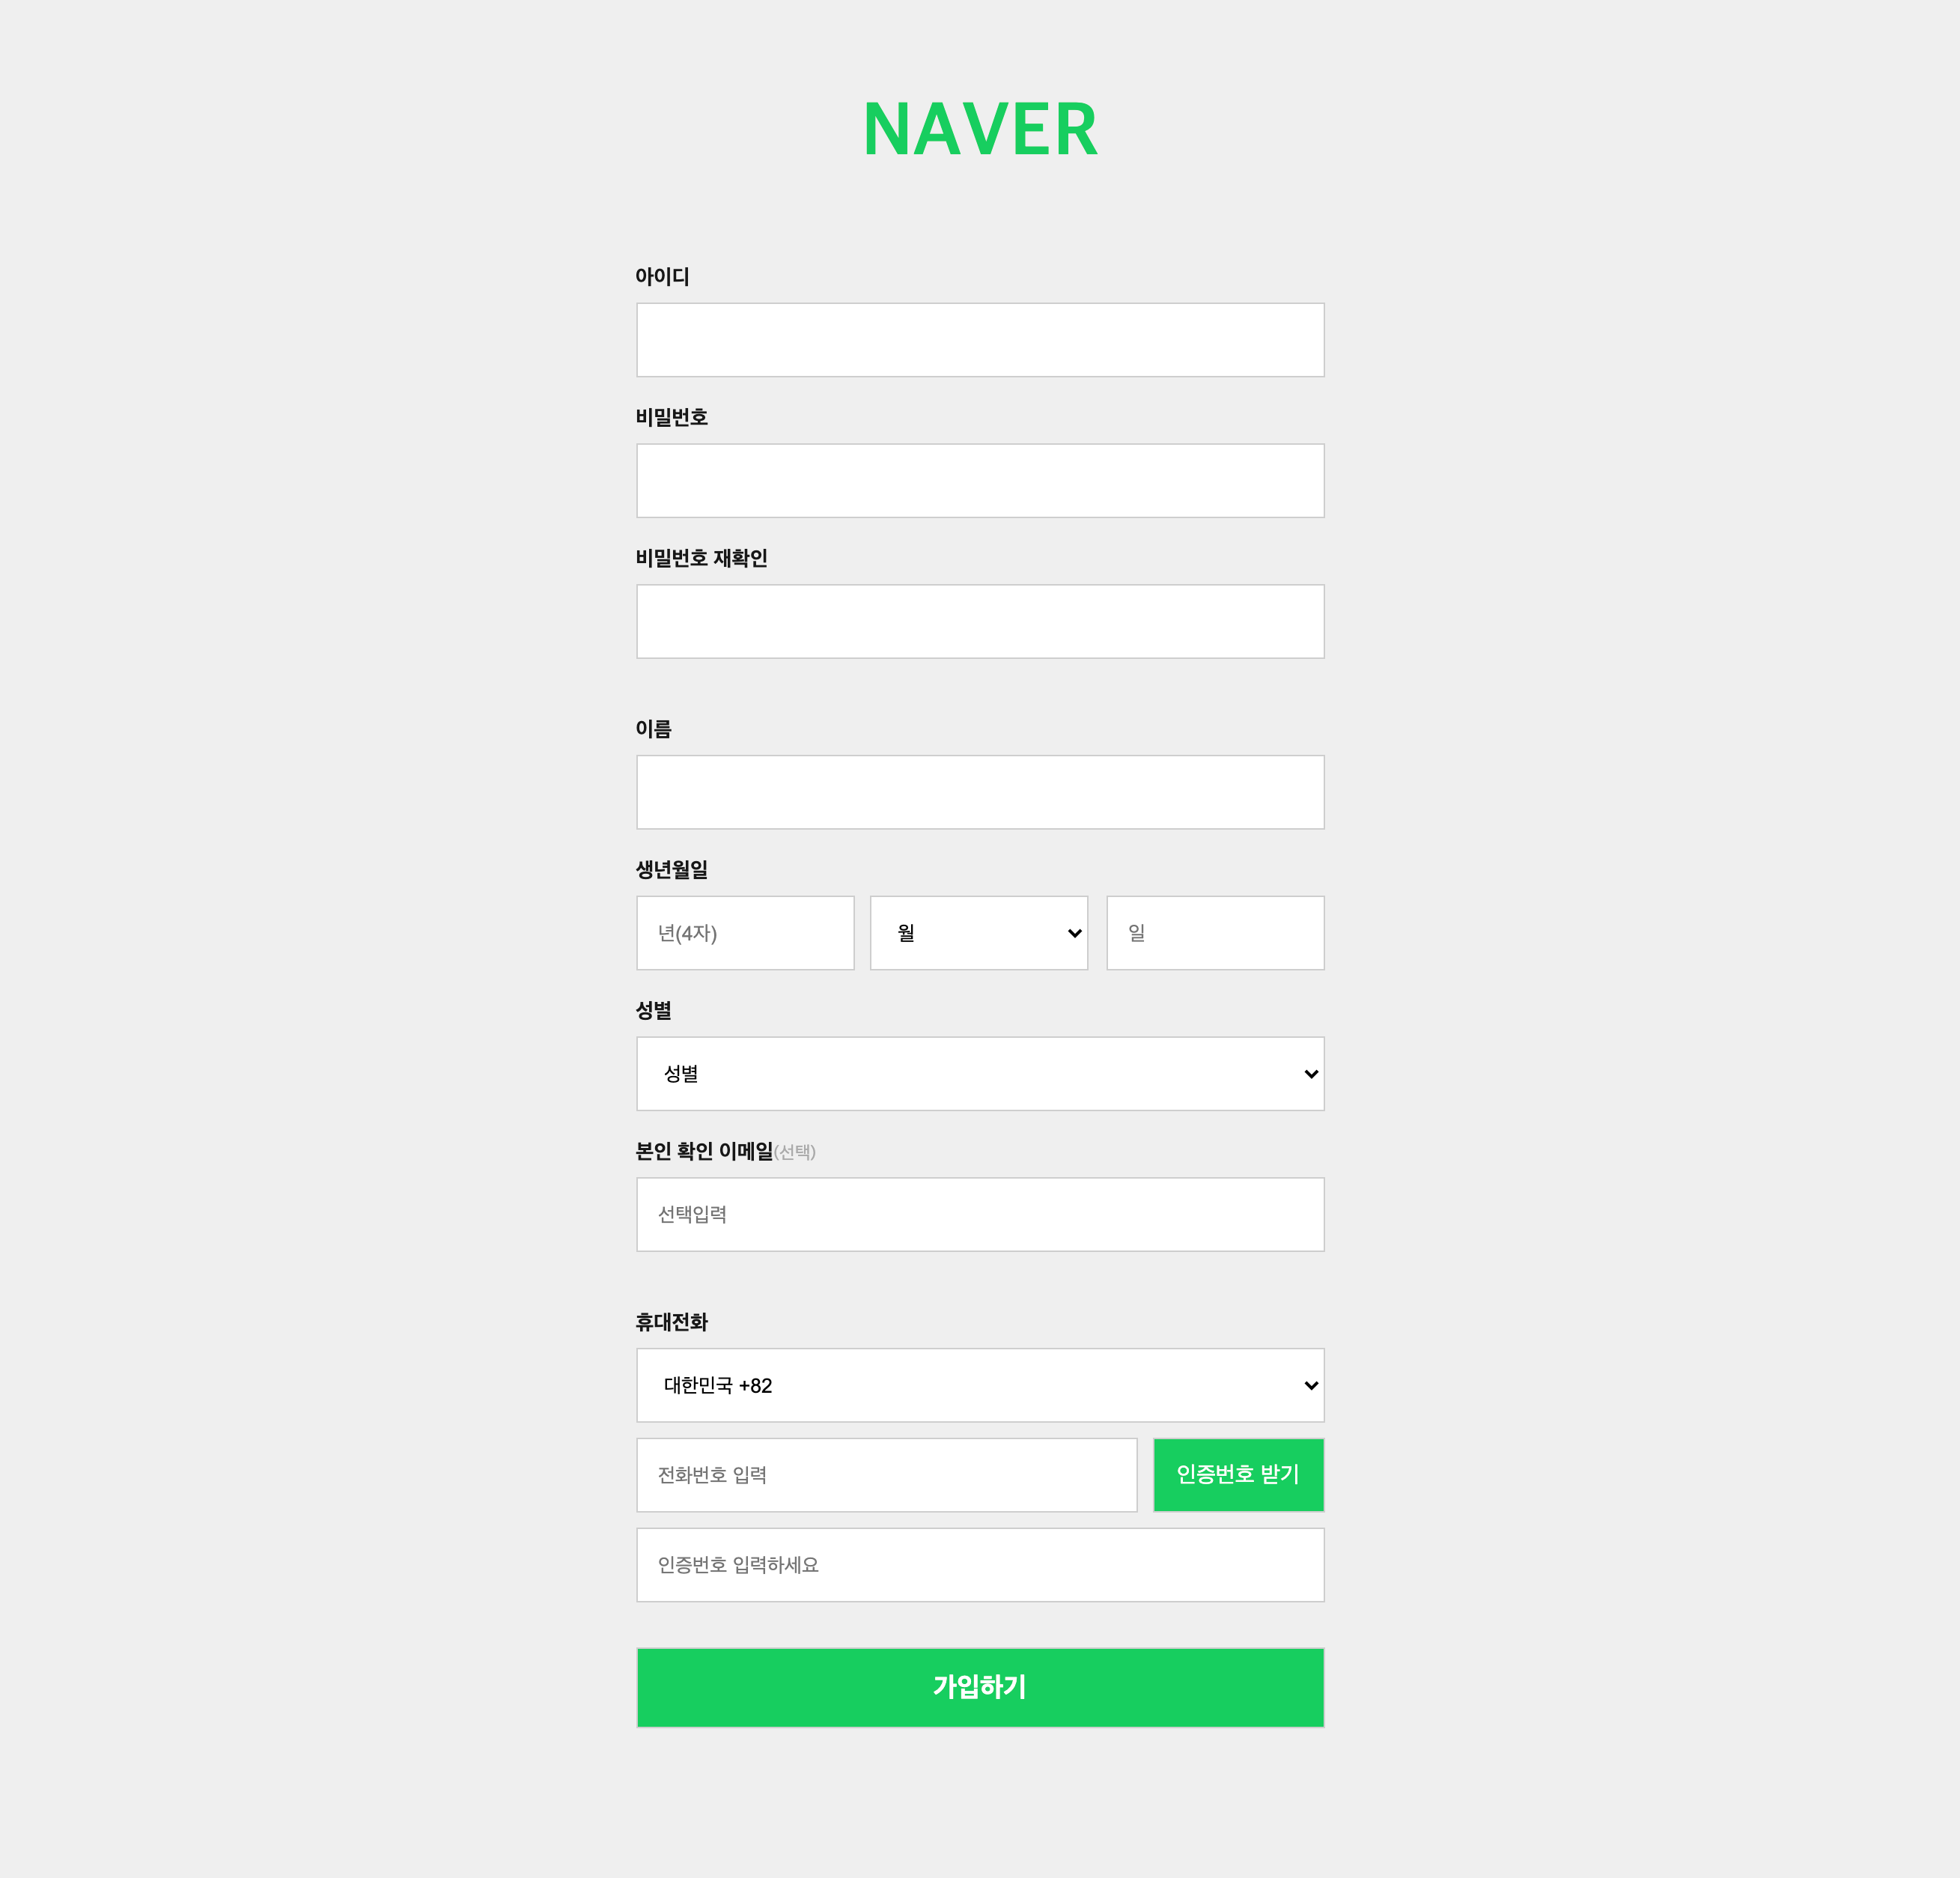 NAVER
아이디
비밀번호
비밀번호 재확인
이름
생년월일
년(4자) 월 일
성별
성별
본인 확인 이메일(선택)
선택입력
휴대전화
대한민국 +82
전화번호 입력 인증번호 받기
인증번호 입력하세요
가입하기